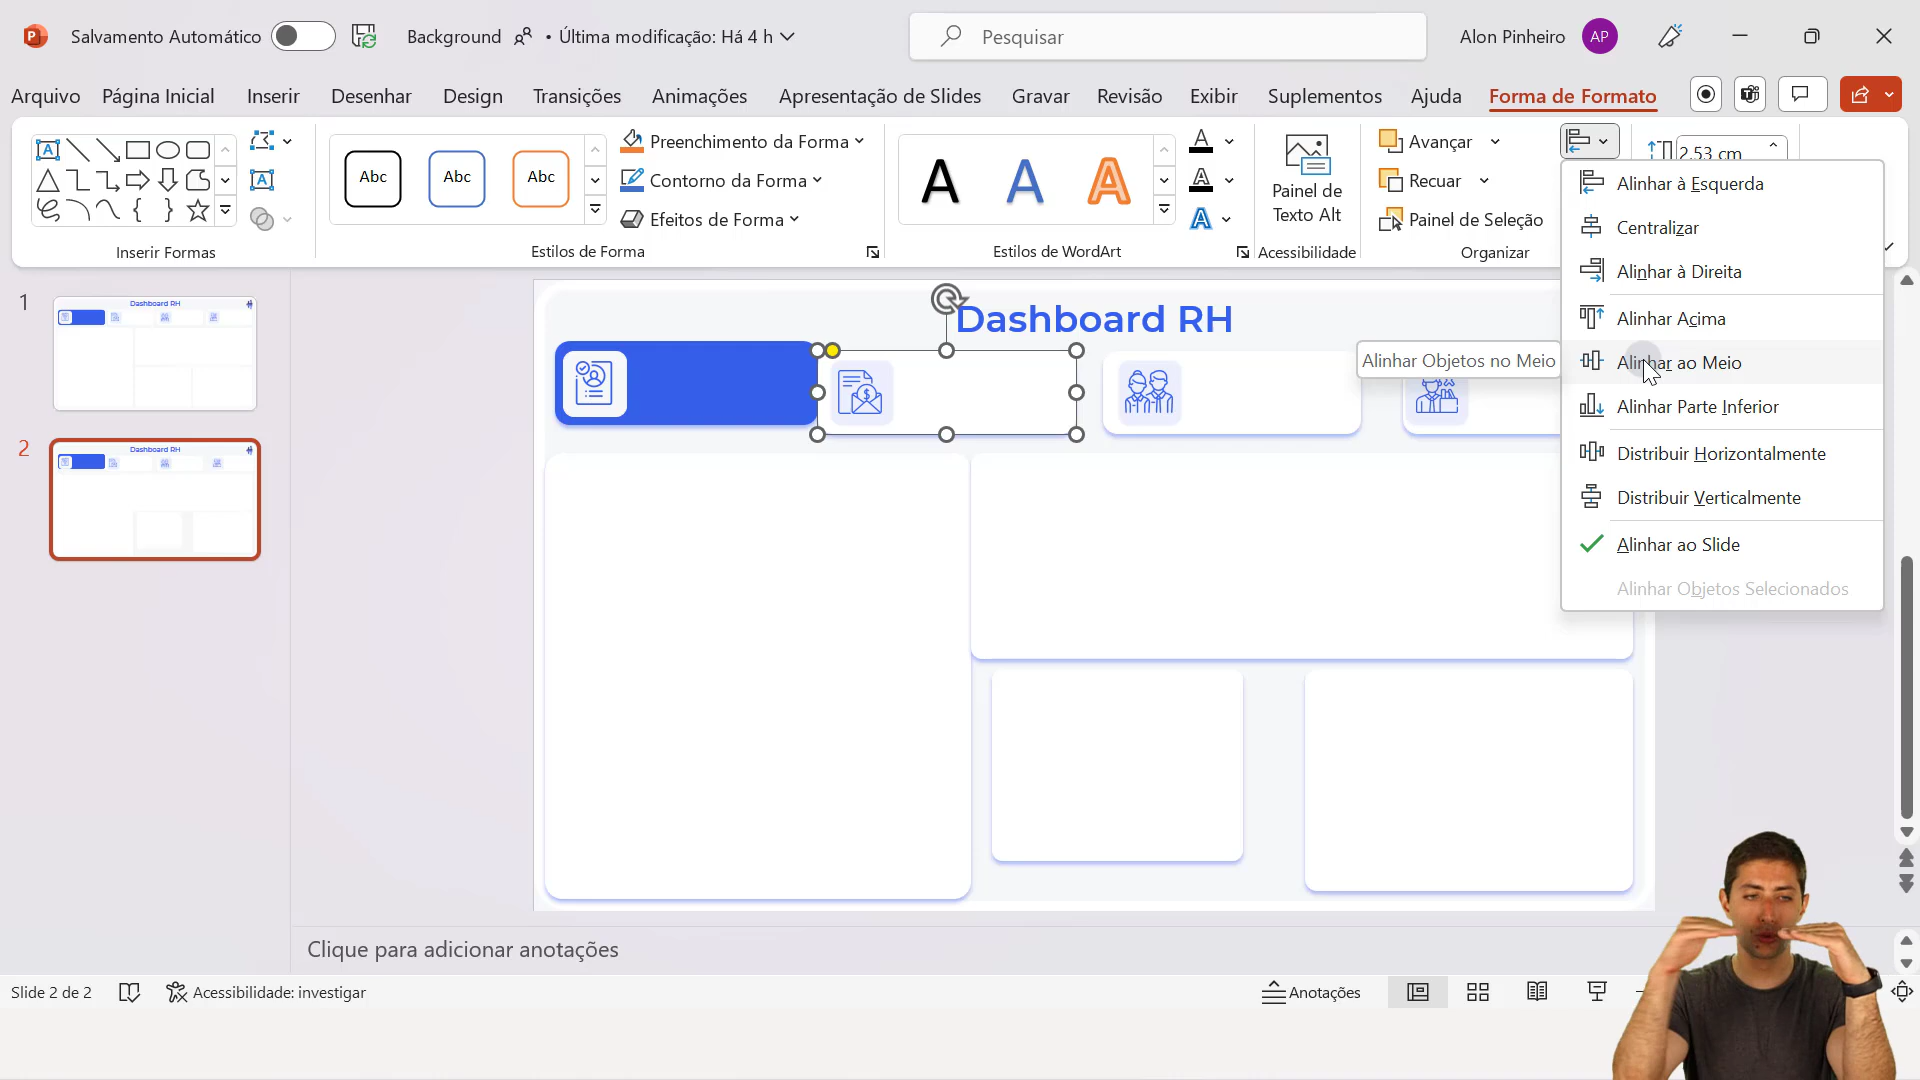 Salvamento Automático
Background • Última modificação: Há 4 h
Pesquisar
Alon Pinheiro
AP
Arquivo
Página Inicial
Inserir
Desenhar
Design
Transições
Animações
Apresentação de Slides
Gravar
Revisão
Exibir
Suplementos
Ajuda
Forma de Formato
Abc
Abc
Abc
Preenchimento da Forma
Contorno da Forma
Efeitos de Forma
Painel de
Texto Alt
Avançar
Recuar
Painel de Seleção
2,53 cm
Inserir Formas
Estilos de Forma
Estilos de WordArt
Acessibilidade
Organizar
Alinhar à Esquerda
Centralizar
Alinhar à Direita
Alinhar Acima
Alinhar ao Meio
Alinhar Parte Inferior
Distribuir Horizontalmente
Distribuir Verticalmente
Alinhar ao Slide
Alinhar Objetos Selecionados
Alinhar Objetos no Meio
1
Dashboard RH
2
Dashboard RH
Dashboard RH
Clique para adicionar anotações
Slide 2 de 2
Acessibilidade: investigar
Anotações